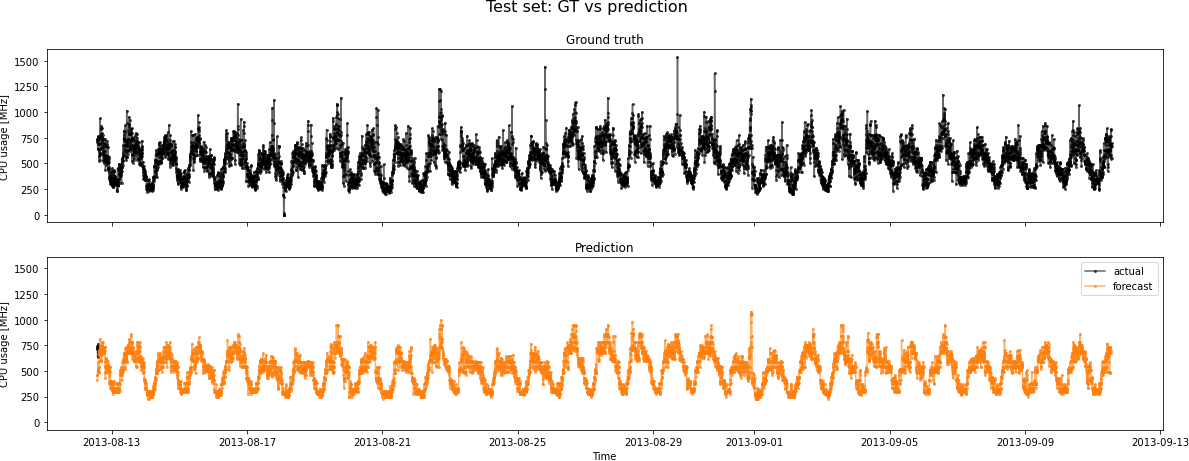 Test set: GT vs prediction
Ground truth
CPU usage [MHz]
1500
1250
1000
750
500
250
0
Prediction
CPU usage [MHz]
1500
1250
1000
750
500
250
0
actual
forecast
2013-08-13 2013-08-17 2013-08-21 2013-08-25 2013-08-29 2013-09-01 2013-09-05 2013-09-09 2013-09-13
Time